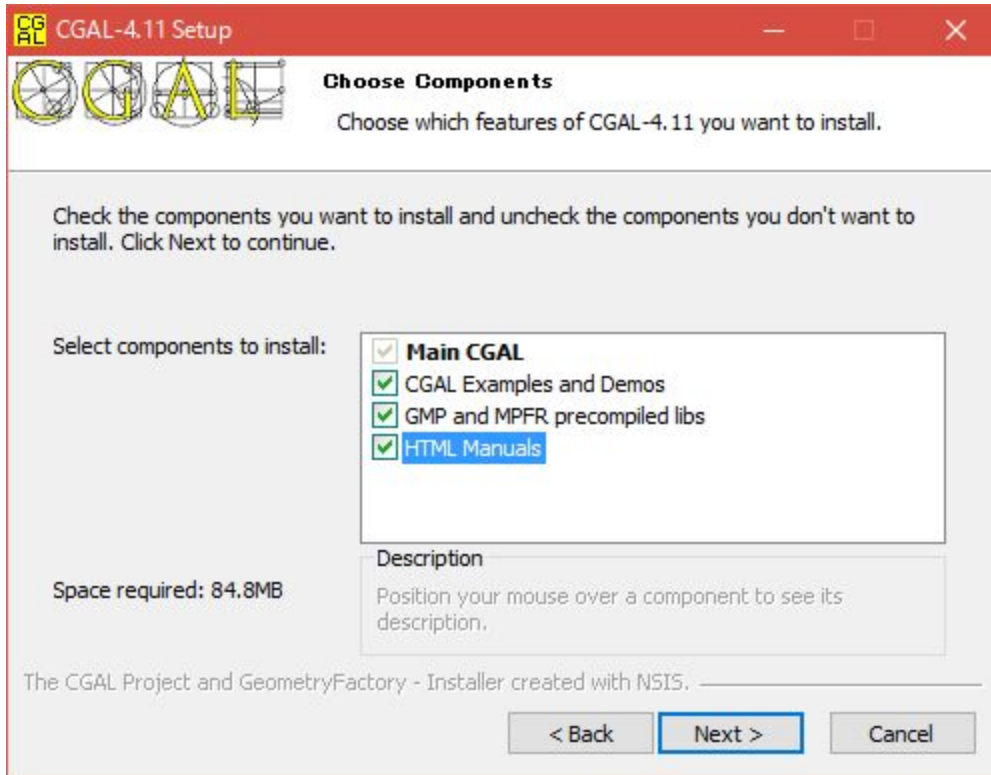 CG
AL
CGAL-4.11 Setup
CGAL
Choose Components
Choose which features of CGAL-4.11 you want to install.
Check the components you want to install and uncheck the components you don't want to
install. Click Next to continue.
Select components to install:
Main CGAL
CGAL Examples and Demos
GMP and MPFR precompiled libs
HTML Manuals
Space required: 84.8MB
Description
Position your mouse over a component to see its
description.
The CGAL Project and GeometryFactory - Installer created with NSIS.
< Back
Next >
Cancel